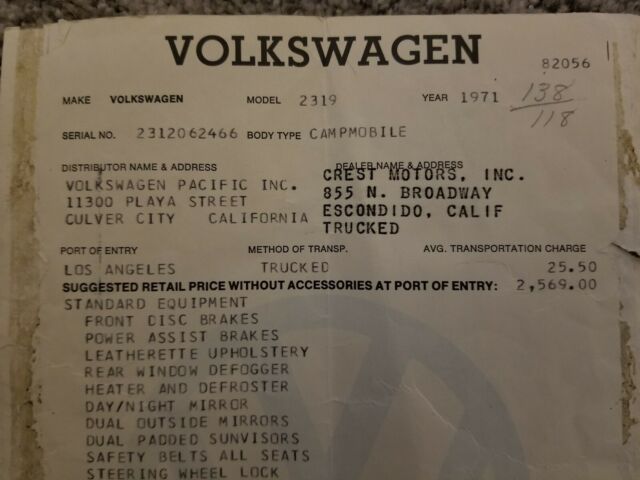 VOLKSWAGEN
82056
MAKE VOLKSWAGEN MODEL 2319 YEAR 1971 138
118
SERIAL NO. 2312062466 BODY TYPE CAMPMOBILE
DISTRIBUTOR NAME & ADDRESS DEALER NAME & ADDRESS
VOLKSWAGEN PACIFIC INC. CREST MOTORS, INC.
11300 PLAYA STREET 855 N. BROADWAY
CULVER CITY CALIFORNIA ESCONDIDO, CALIF
TRUCKED
PORT OF ENTRY METHOD OF TRANSP. AVG. TRANSPORTATION CHARGE
LOS ANGELES TRUCKED 25.50
SUGGESTED RETAIL PRICE WITHOUT ACCESSORIES AT PORT OF ENTRY: 2,569.00
STANDARD EQUIPMENT
FRONT DISC BRAKES
POWER ASSIST BRAKES
LEATHERETTE UPHOLSTERY
REAR WINDOW DEFOGGER
HEATER AND DEFROSTER
DAY/NIGHT MIRROR
DUAL OUTSIDE MIRRORS
DUAL PADDED SUNVISORS
SAFETY BELTS ALL SEATS
STEERING WHEEL LOCK